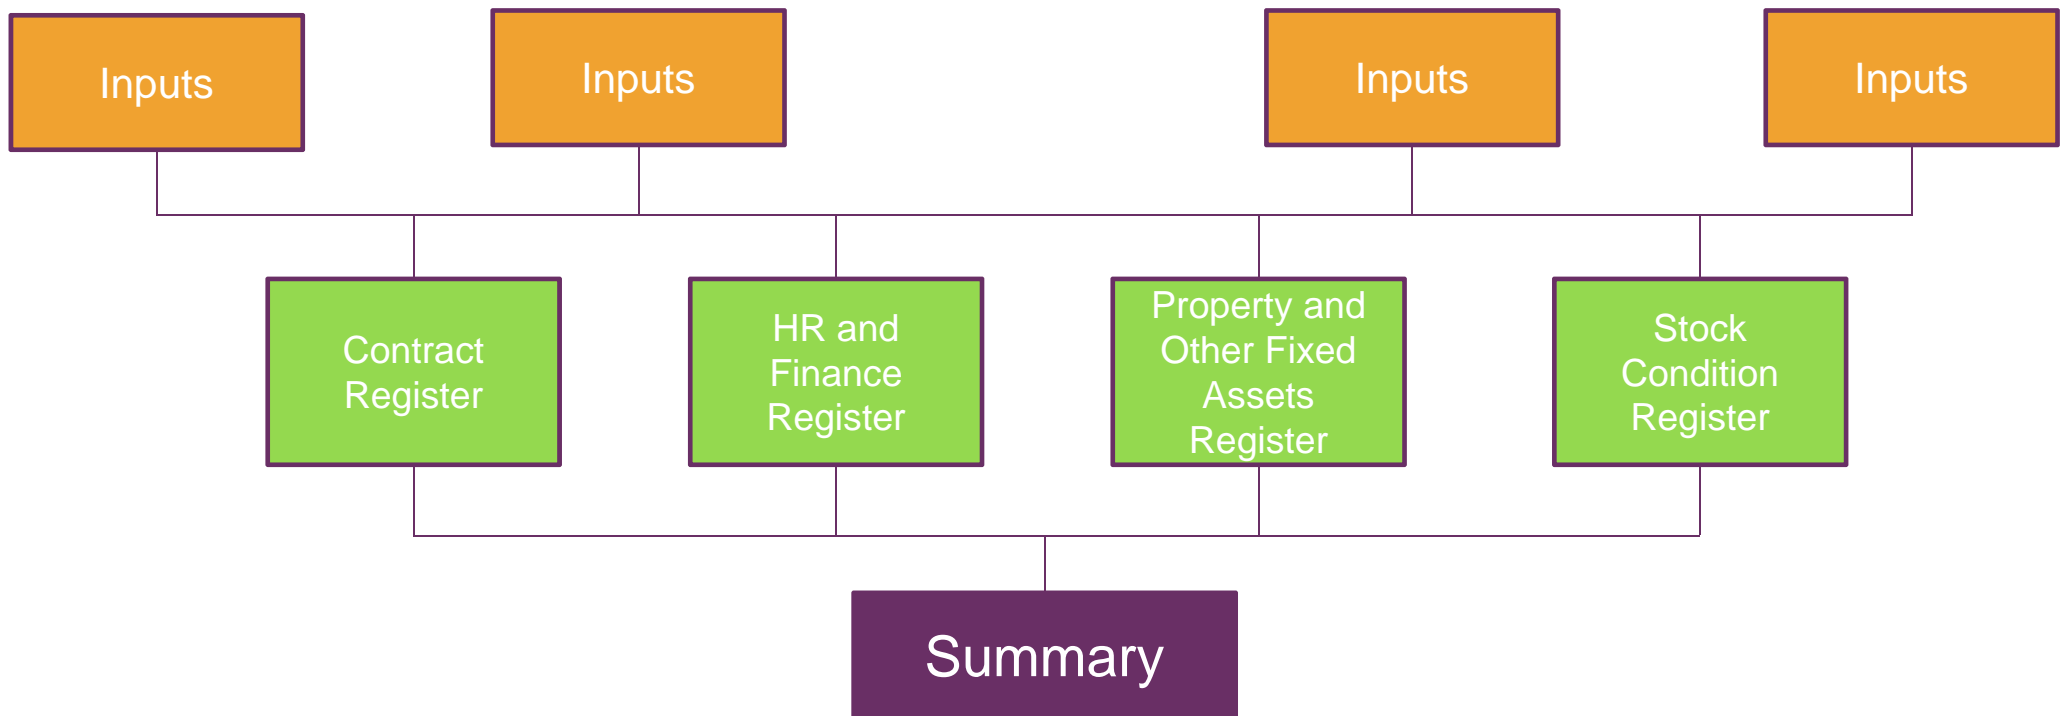 Inputs
Inputs
Inputs
Inputs
Contract
Register
HR and
Finance
Register
Property and
Other Fixed
Assets
Register
Stock
Condition
Register
Summary